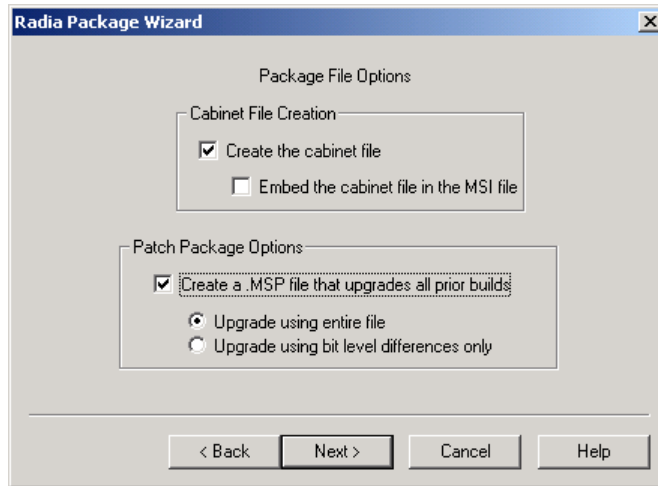 Radia Package Wizard
Package File Options
Cabinet File Creation
Create the cabinet file
Embed the cabinet file in the MSI file
Patch Package Options
Create a .MSP file that upgrades all prior builds
Upgrade using entire file
Upgrade using bit level differences only
< Back Next > Cancel Help